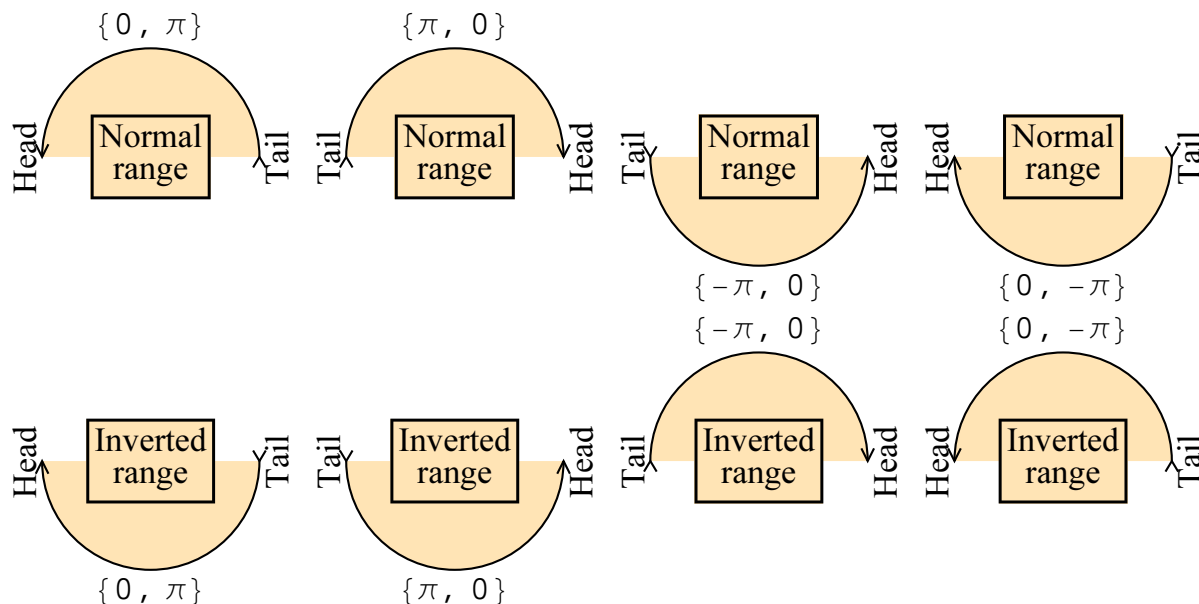 {0, π}
{π, 0}
Head
Normal
range
Tail
Tail
Normal
range
Head
Tail
Normal
range
Head
Head
Normal
range
Tail
{-π, 0}
{0, -π}
{-π, 0}
{0, -π}
Head
Inverted
range
Tail
Tail
Inverted
range
Head
Tail
Inverted
range
Head
Head
Inverted
range
Tail
{0, π}
{π, 0}